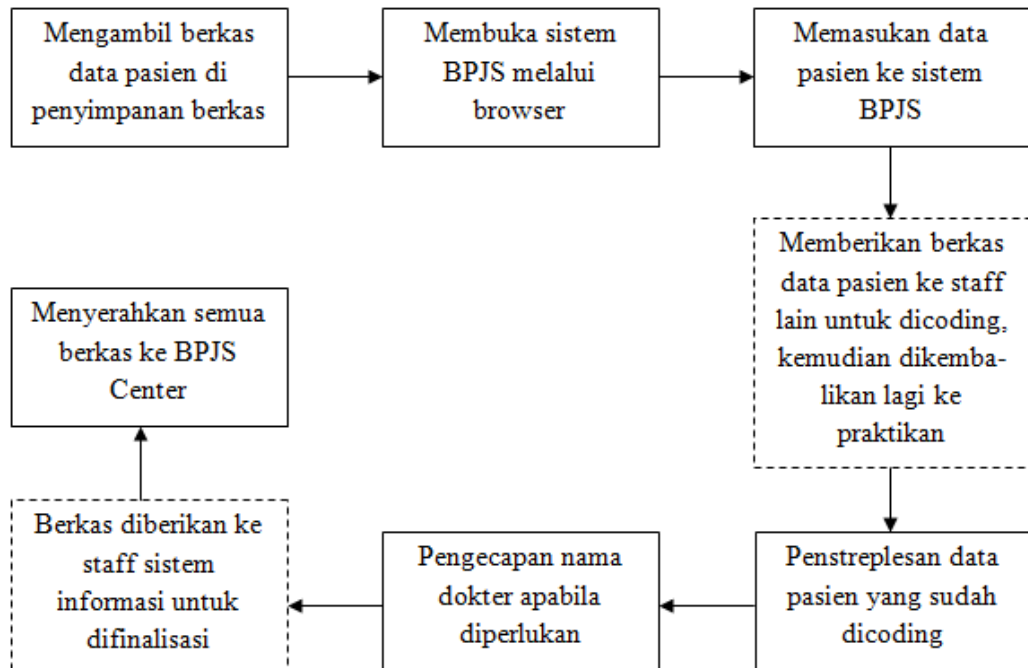 Mengambil berkas
data pasien di
penyimpanan berkas
Membuka sistem
BPJS melalui
browser
Memasukan data
pasien ke sistem
BPJS
Memberikan berkas
data pasien ke staff
lain untuk dicoding,
kemudian dikemba-
likan lagi ke
praktikan
Penstreplesan data
pasien yang sudah
dicoding
Pengecapan nama
dokter apabila
diperlukan
Berkas diberikan ke
staff sistem
informasi untuk
difinalisasi
Menyerahkan semua
berkas ke BPJS
Center